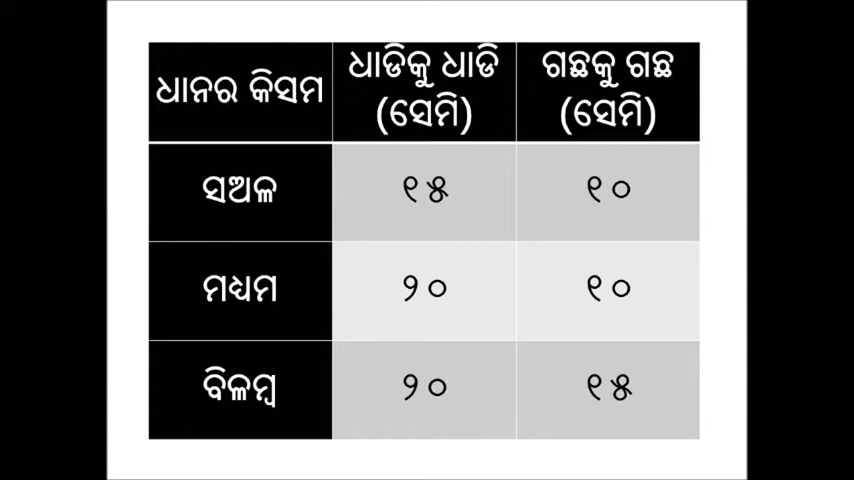 ଧାନର କିସମ
ଧାଡିକୁ ଧାଡି
(ସେମି)
ଗଛକୁ ଗଛ
(ସେମି)
ସଅଳ
୧୫
୧୦
ମଧ୍ୟମ
୨୦
୧୦
ବିଳମ୍ବ
୨୦
୧୫